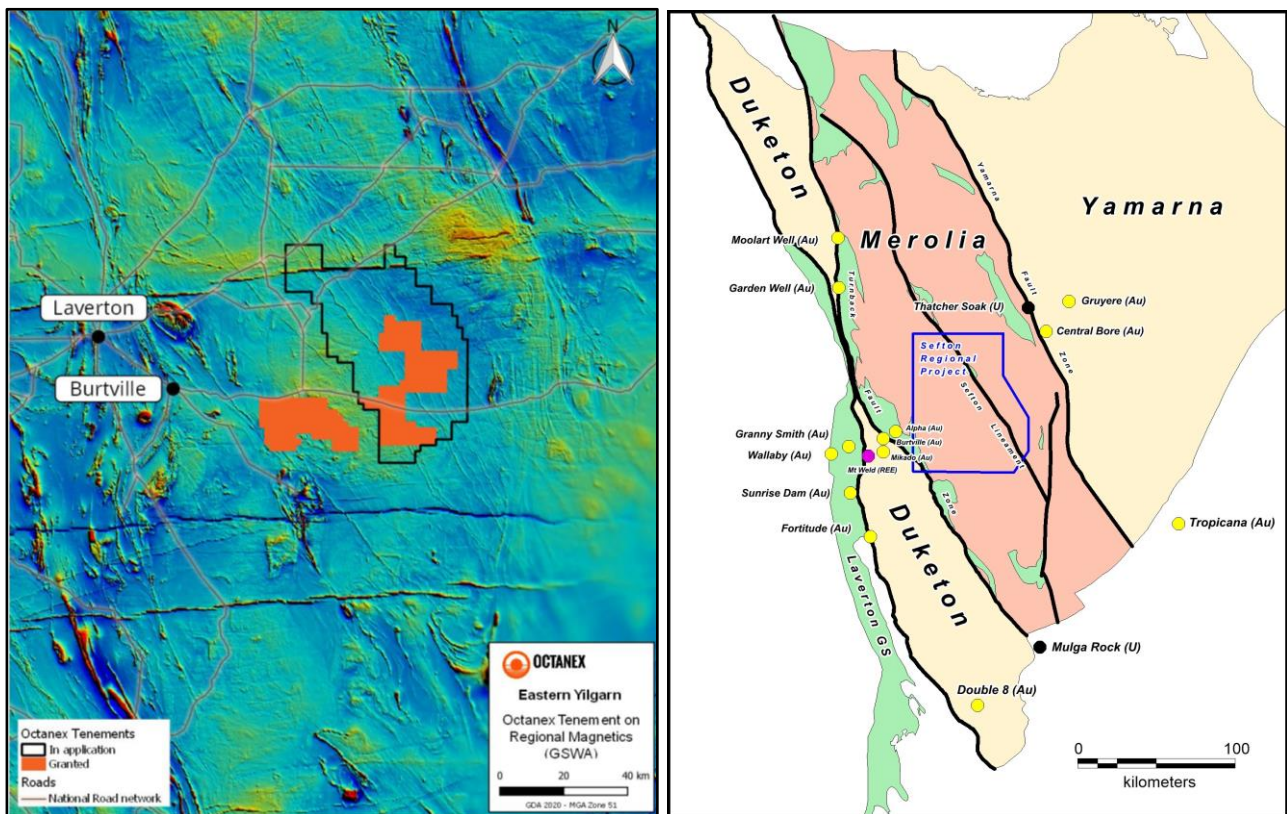 N
Laverton
Burtville
OCTANEX
Eastern Yilgarn
Octanex Tenement on
Regional Magnetics
(GSWA)
0 20 40 km
GDA 2020 - MGA Zone 51
Octanex Tenements
In application
Granted
Roads
National Road network
Duketon
Yamarna
Merolia
Yamarna
Fault
Zone
Moolart Well (Au)
Garden Well (Au)
Turnback
Fault
Zone
Thatcher Soak (U)
Gruyere (Au)
Central Bore (Au)
Sefton
Regional
Project
Sefton
Lineament
Alpha (Au)
Granny Smith (Au)
Burtville (Au)
Wallaby (Au)
Mikado (Au)
Mt Weld (REE)
Sunrise Dam (Au)
Fortitude (Au)
Tropicana (Au)
Duketon
Laverton GS
Mulga Rock (U)
Double 8 (Au)
0 100
kilometers